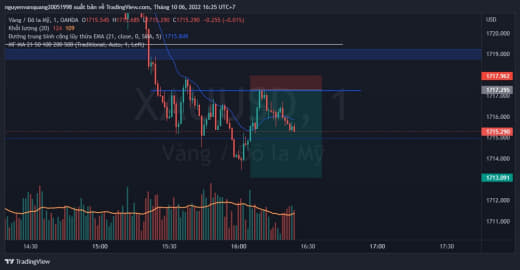 nguyenvanquang20051998 xuất bản về TradingView.com, Tháng 10 06, 2022 16:25 UTC+7
Vàng / Đô la Mỹ, 1, OANDA O1715.545 H1715.685 L1715.290 C1715.290 −0.255 (−0.01%)
Khối lượng (20) 124 109
Đường trung bình cộng lũy thừa EMA (21, close, 0, SMA, 5)
MF MA 21 50 100 200 500 (Traditional, Auto, 1, Left)
USD
1720.000
1719.000
1717.962
1717.295
1717.000
1716.000
1715.290
1715.000
1714.000
1713.091
1712.000
1711.000
XAUUSD, 1
Vàng / Đô la Mỹ
14:30
15:00
15:30
16:00
16:30
17:00
17:30
TradingView